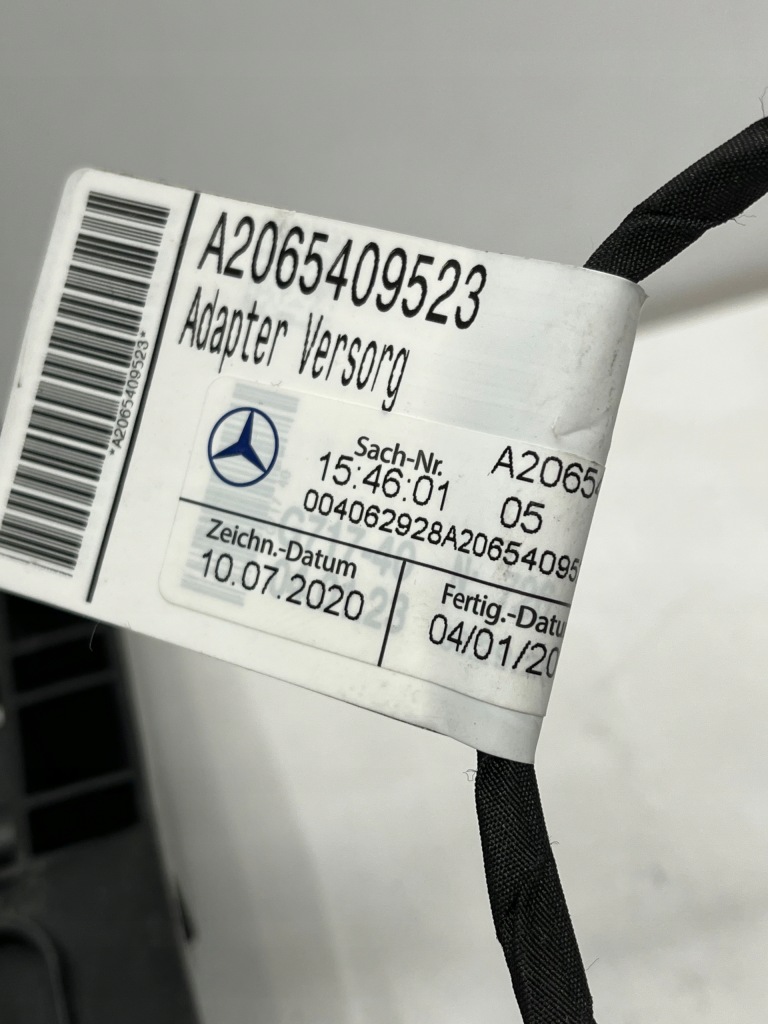 *A2065409523*
A2065409523
Adapter Versorg
Sach-Nr. A2065
15:46:01 05
004062928A20654095
Zeichn.-Datum
10.07.2020
Fertig.-Datu
04/01/20